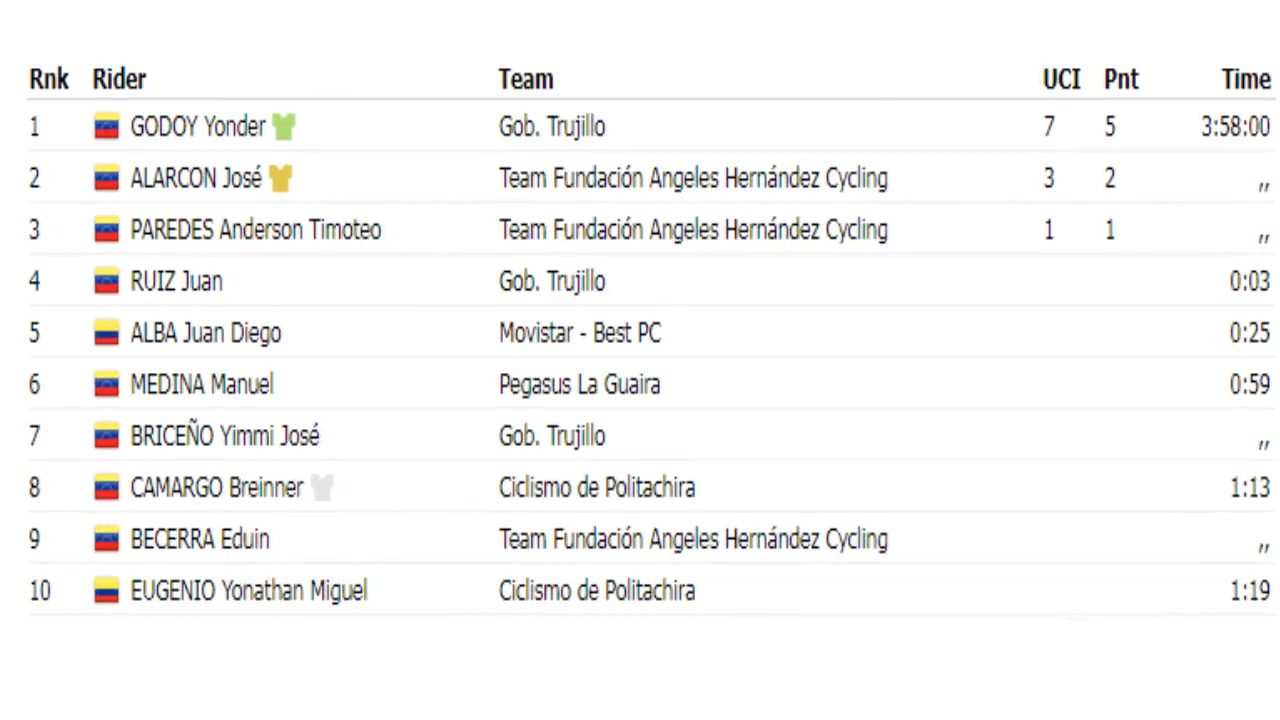 Rnk Rider Team UCI Pnt Time
1 GODOY Yonder Gob. Trujillo 7 5 3:58:00
2 ALARCON José Team Fundación Angeles Hernández Cycling 3 2 ,,
3 PAREDES Anderson Timoteo Team Fundación Angeles Hernández Cycling 1 1 ,,
4 RUIZ Juan Gob. Trujillo 0:03
5 ALBA Juan Diego Movistar - Best PC 0:25
6 MEDINA Manuel Pegasus La Guaira 0:59
7 BRICEÑO Yimmi José Gob. Trujillo ,,
8 CAMARGO Breinner Ciclismo de Politachira 1:13
9 BECERRA Eduin Team Fundación Angeles Hernández Cycling ,,
10 EUGENIO Yonathan Miguel Ciclismo de Politachira 1:19